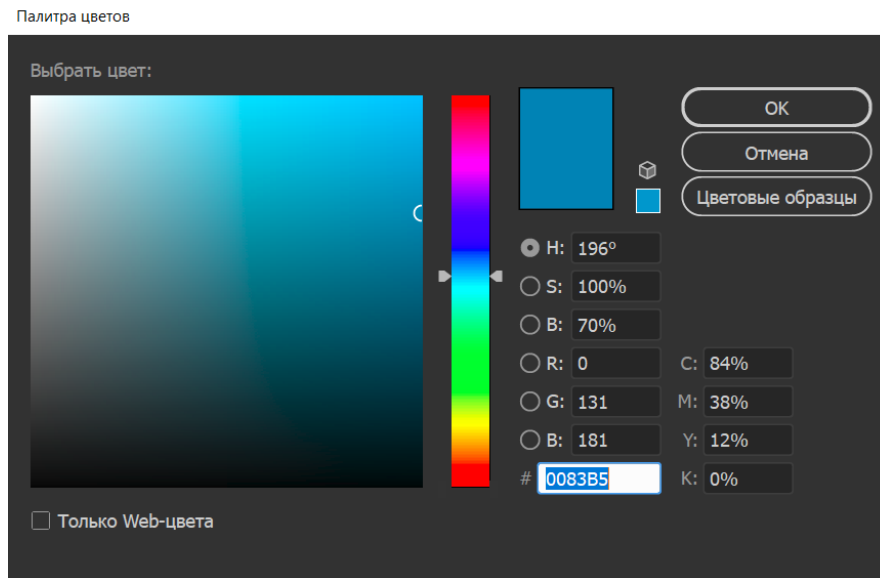 Палитра цветов
Выбрать цвет:
OK
Отмена
Цветовые образцы
H: 196°
S: 100%
B: 70%
R: 0 C: 84%
G: 131 M: 38%
B: 181 Y: 12%
# 0083B5 K: 0%
Только Web-цвета